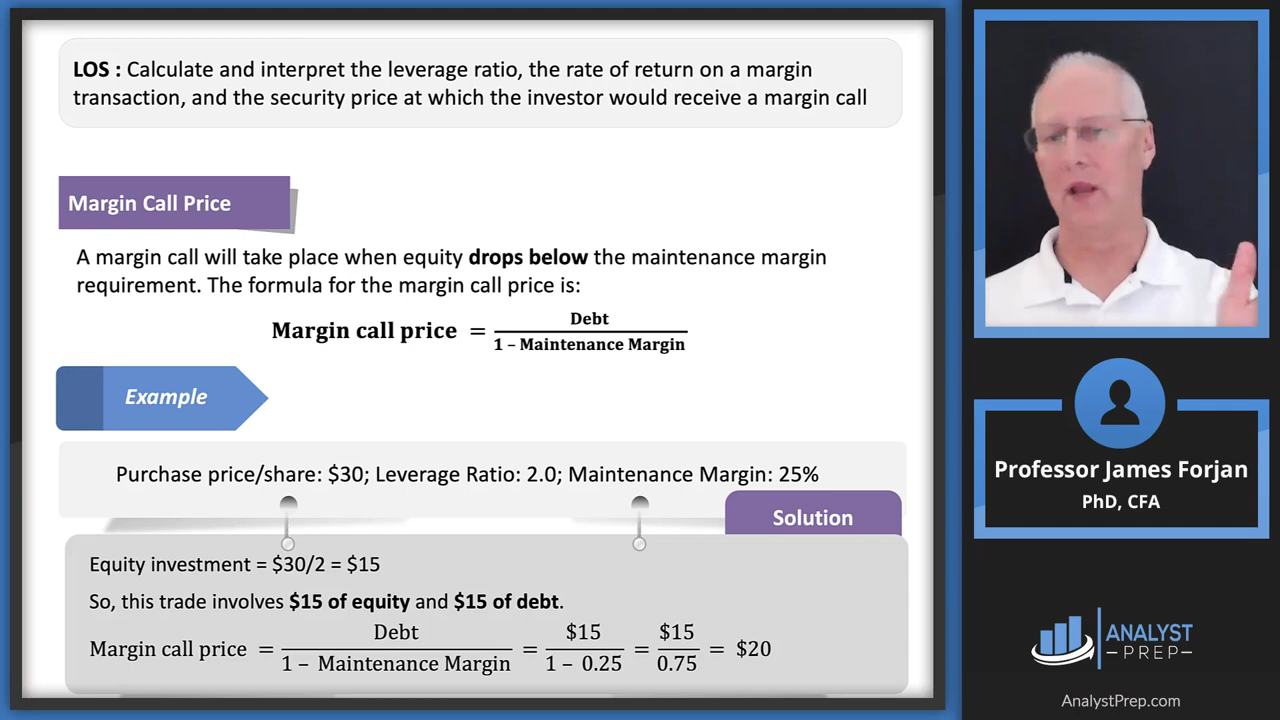 LOS : Calculate and interpret the leverage ratio, the rate of return on a margin
transaction, and the security price at which the investor would receive a margin call
Margin Call Price
A margin call will take place when equity drops below the maintenance margin
requirement. The formula for the margin call price is:
Margin call price = Debt / 1 – Maintenance Margin
Example
Purchase price/share: $30; Leverage Ratio: 2.0; Maintenance Margin: 25%
Solution
Equity investment = $30/2 = $15
So, this trade involves $15 of equity and $15 of debt.
Margin call price = Debt / 1 – Maintenance Margin = $15 / 1 – 0.25 = $15 / 0.75 = $20
Professor James Forjan
PhD, CFA
ANALYST
PREP
AnalystPrep.com